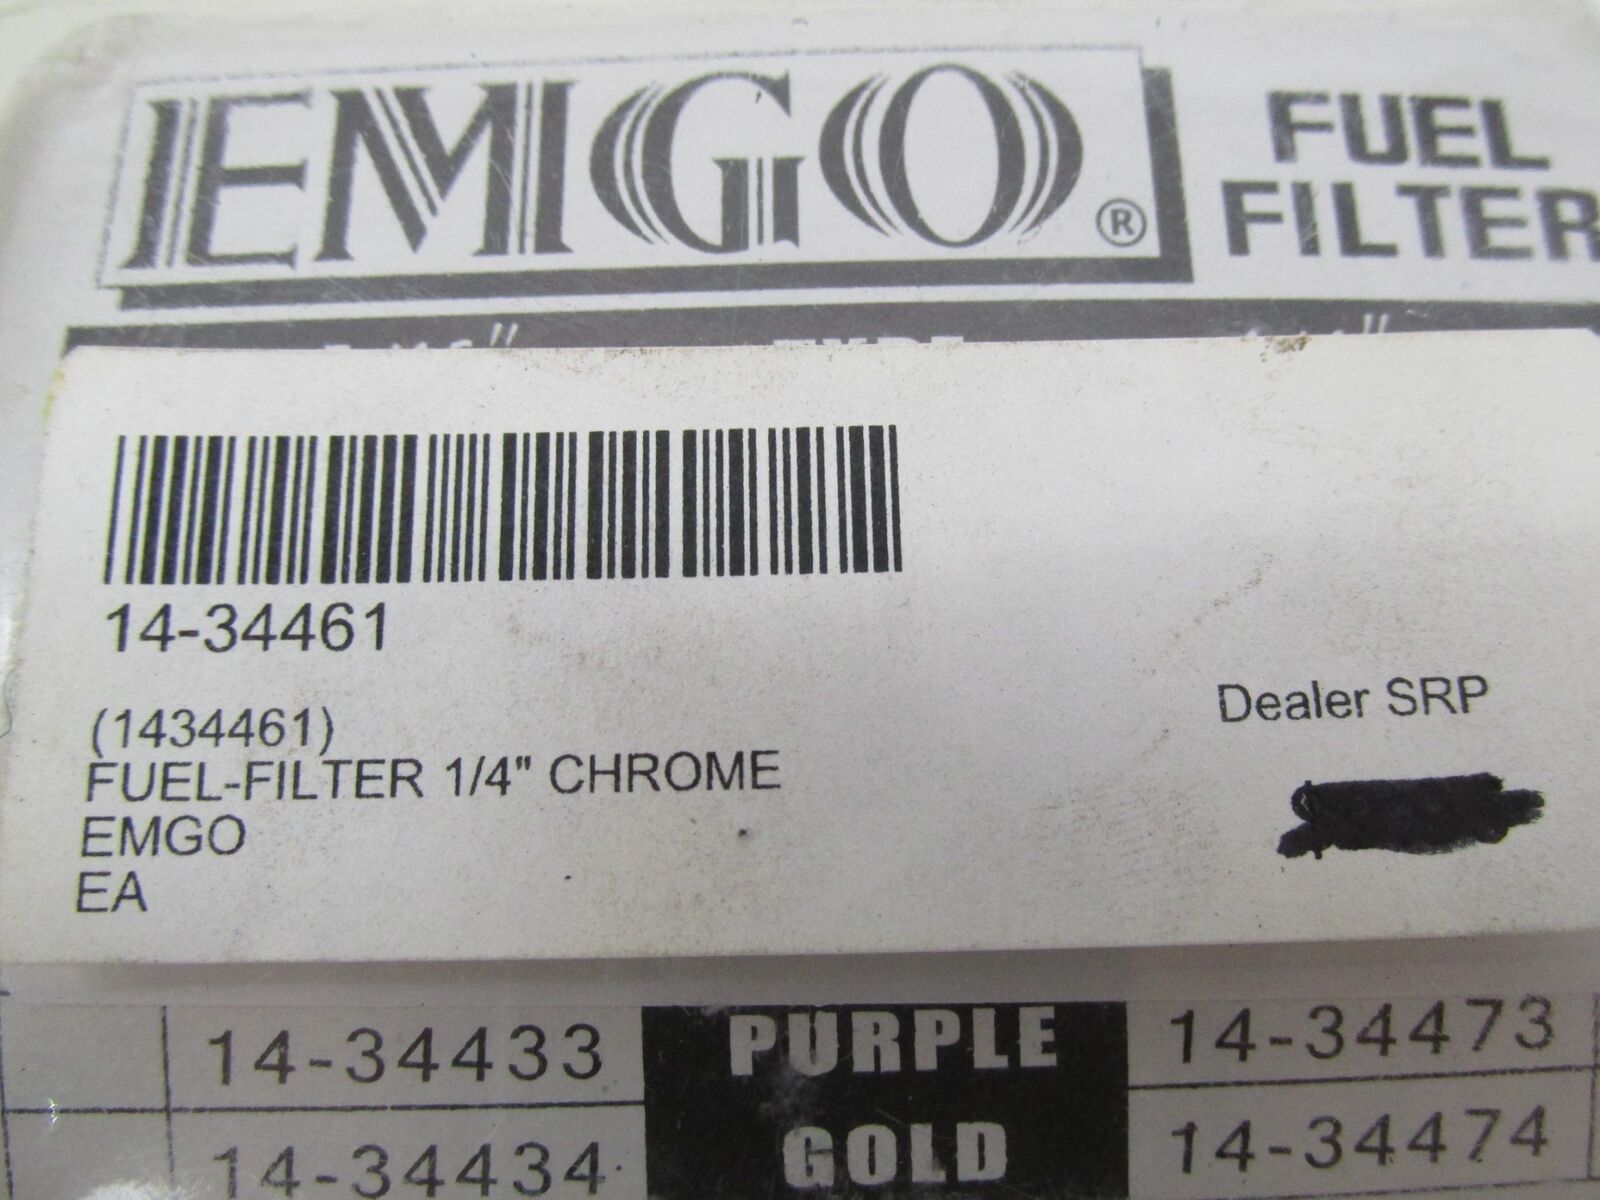 EMGO®
FUEL
FILTER
14-34461
(1434461)
FUEL-FILTER 1/4" CHROME
EMGO
EA
Dealer SRP
14-34433 PURPLE 14-34473
14-34434 GOLD 14-34474